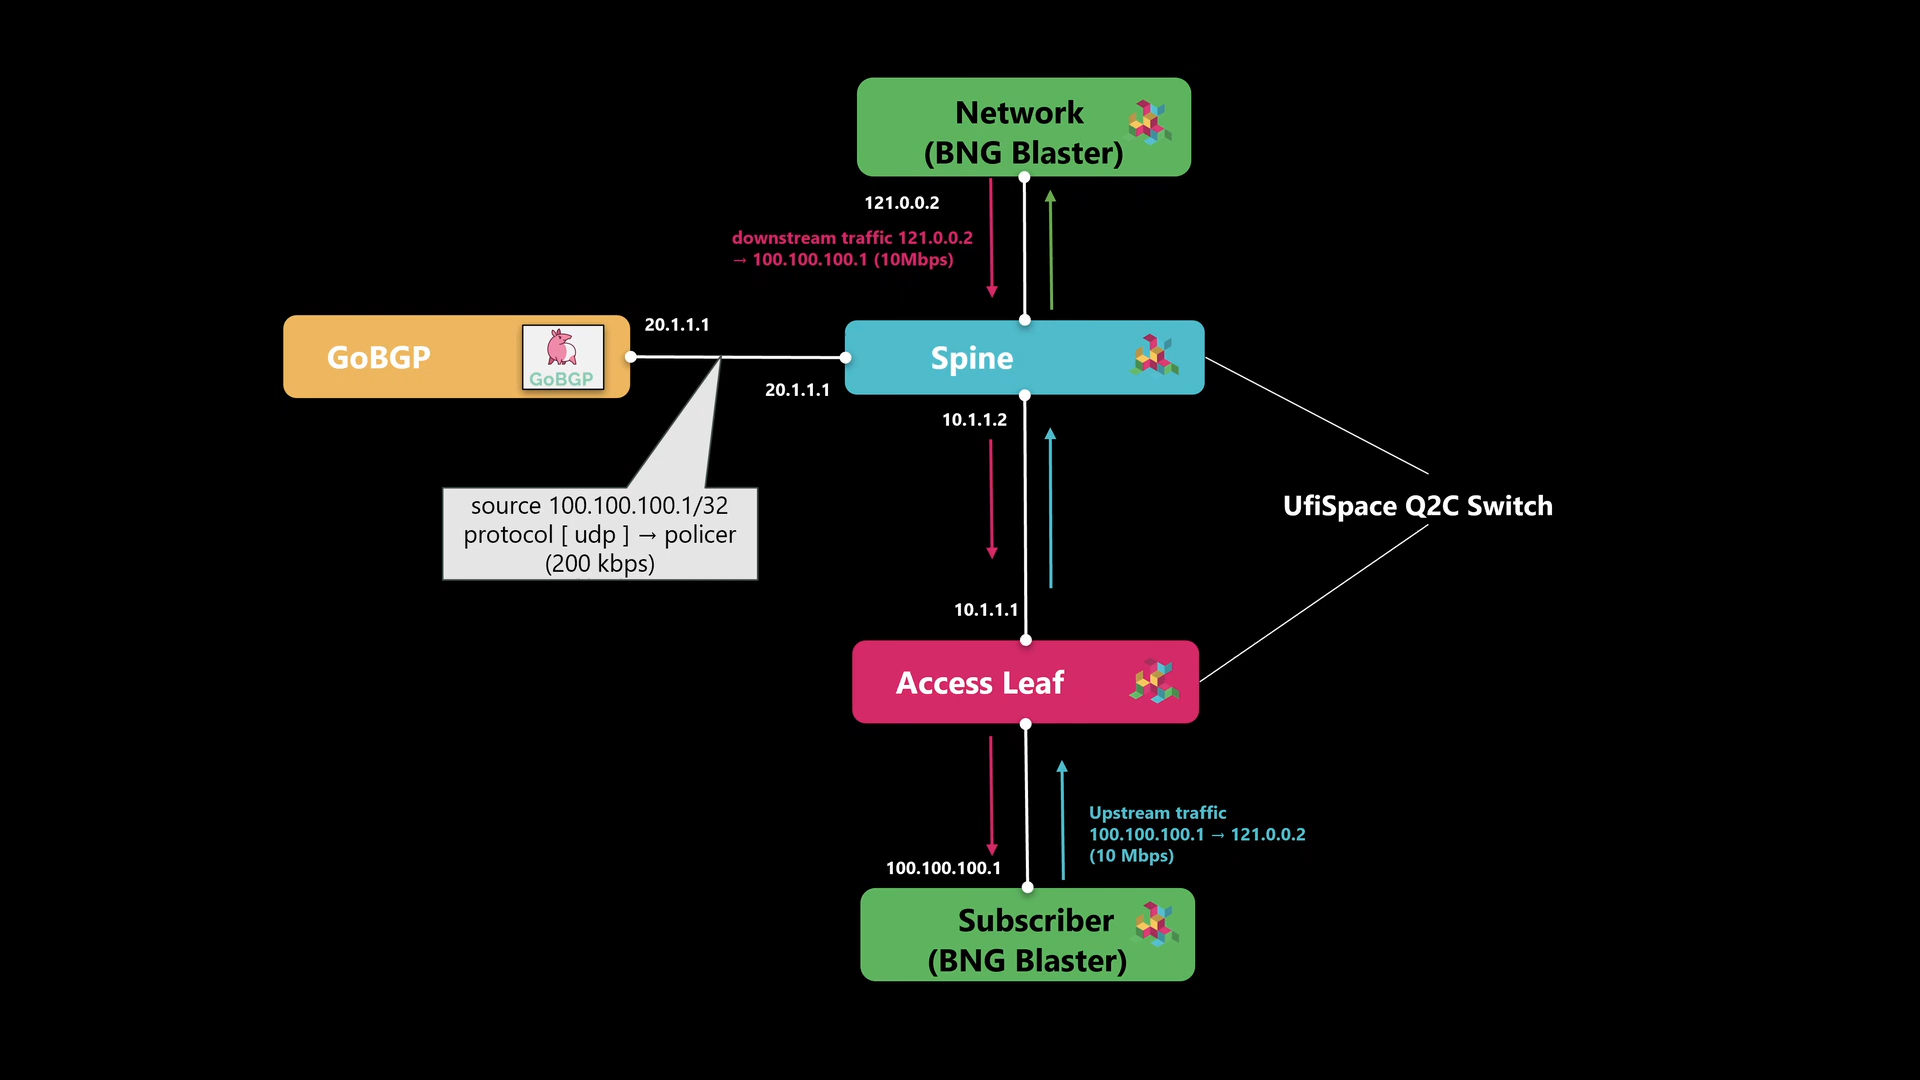 Network
(BNG Blaster)
121.0.0.2
downstream traffic 121.0.0.2
→ 100.100.100.1 (10Mbps)
20.1.1.1
GoBGP
GoBGP
Spine
20.1.1.1
10.1.1.2
source 100.100.100.1/32
protocol [ udp ] → policer
(200 kbps)
UfiSpace Q2C Switch
10.1.1.1
Access Leaf
Upstream traffic
100.100.100.1 → 121.0.0.2
(10 Mbps)
100.100.100.1
Subscriber
(BNG Blaster)